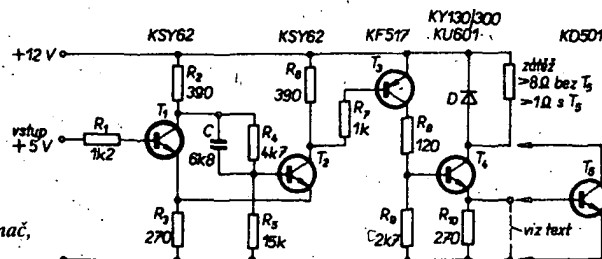 KY130/300
KSY62 KSY62 KF517 KU601 KD501
+12 V
R2
390
R6
390
T3
zátěž
>8Ω bez T5
>1Ω s T5
D
vstup
+5 V
R1
1k2
T1
C
6k8
R4
4k7
T2
R7
1k
R8
120
T4
T5
R3
270
R5
15k
R9
2k7
R10
270
viz text
nač,